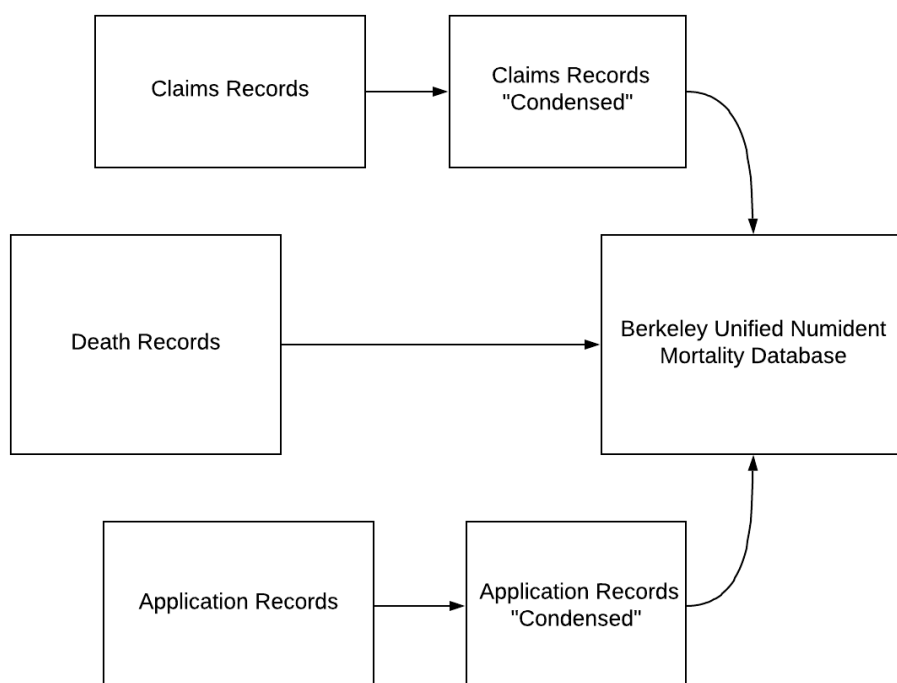 Claims Records
Claims Records
"Condensed"
Death Records
Berkeley Unified Numident
Mortality Database
Application Records
Application Records
"Condensed"